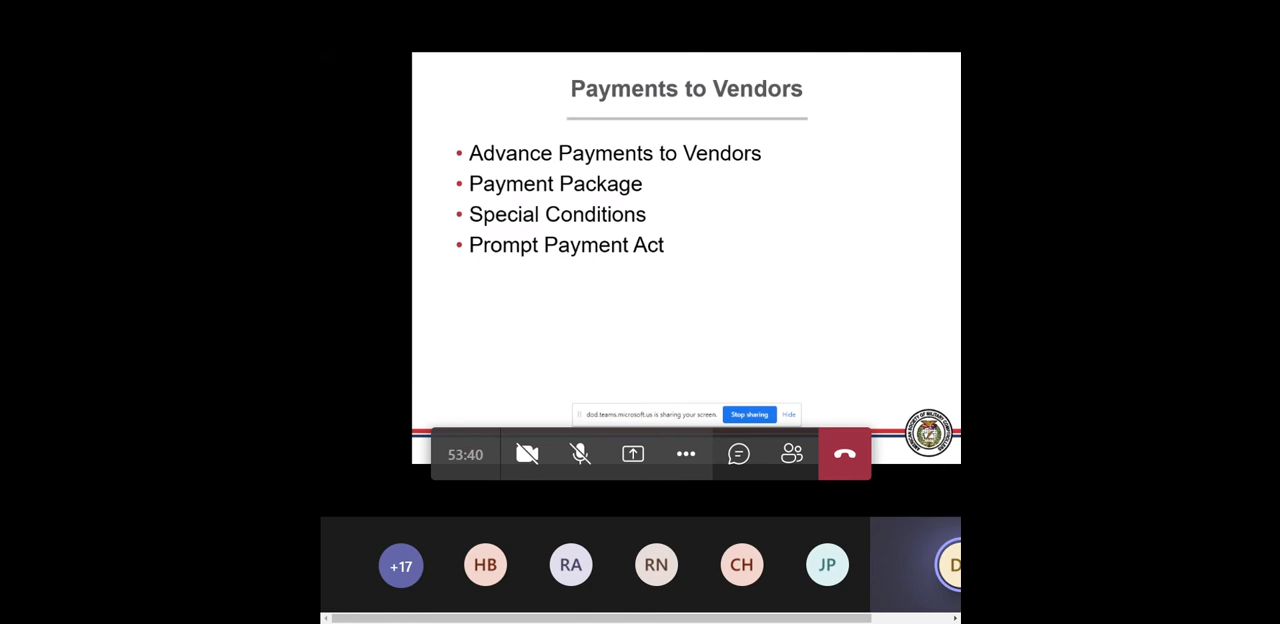 Payments to Vendors
• Advance Payments to Vendors
• Payment Package
• Special Conditions
• Prompt Payment Act
dod.teams.microsoft.us is sharing your screen. Stop sharing Hide
53:40
+17 HB RA RN CH JP D